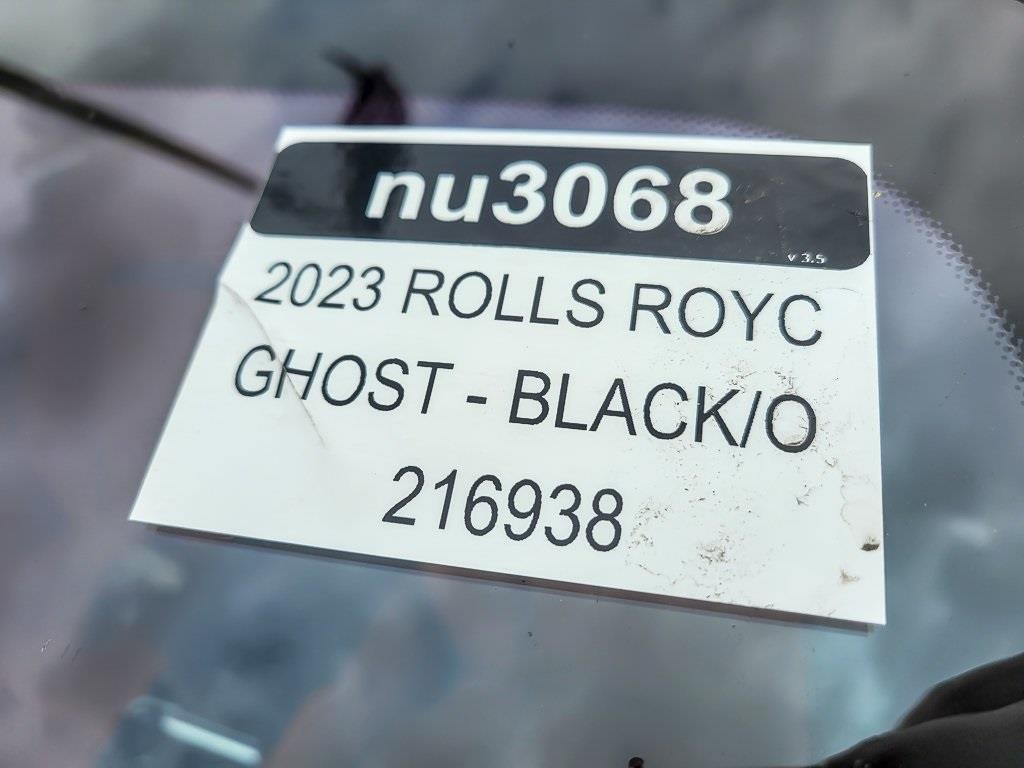 nu3068
v 3.5
2023 ROLLS ROYC
GHOST - BLACK/O
216938